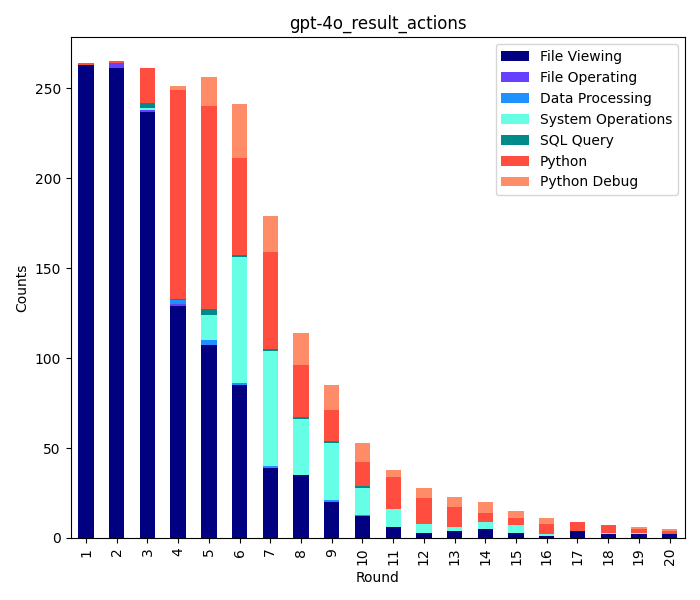 gpt-4o_result_actions
File Viewing
File Operating
Data Processing
System Operations
SQL Query
Python
Python Debug
250
200
150
100
50
0
Counts
1 2 3 4 5 6 7 8 9 10 11 12 13 14 15 16 17 18 19 20
Round